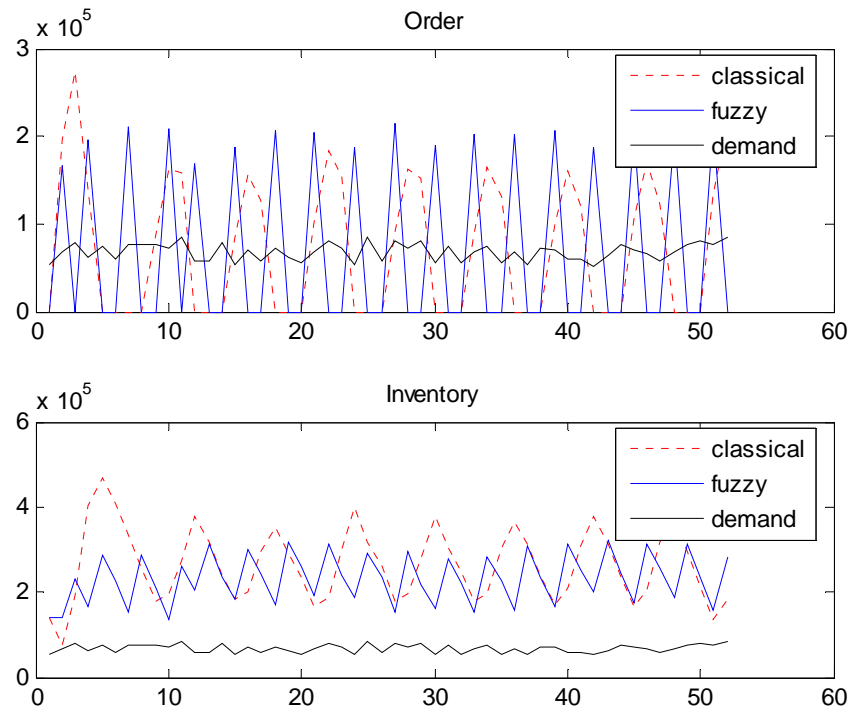 Order
x 10^5
3
2
1
0
0 10 20 30 40 50 60
classical
fuzzy
demand
Inventory
x 10^5
6
4
2
0
0 10 20 30 40 50 60
classical
fuzzy
demand